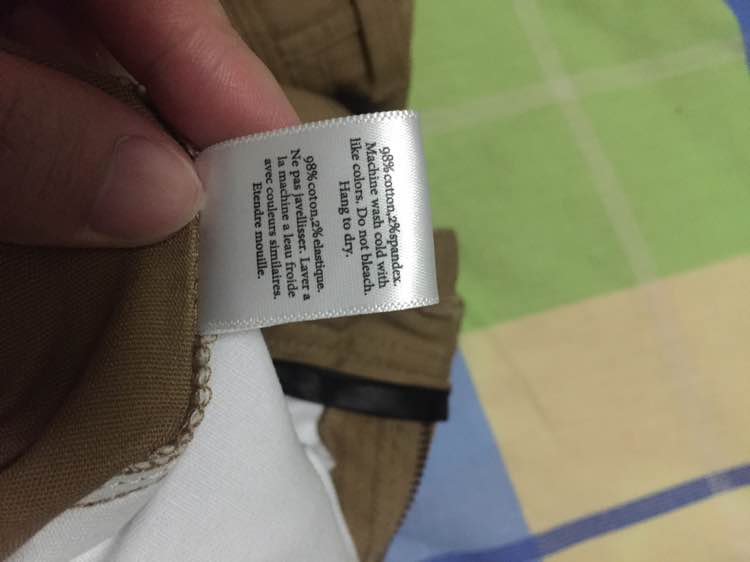 98% cotton,2% spandex.
Machine wash cold with
like colors. Do not bleach.
Hang to dry.
98% coton,2% elastique.
Ne pas javellisser. Laver a
la machine a leau froide
avec couleurs similaires.
Etendre mouille.